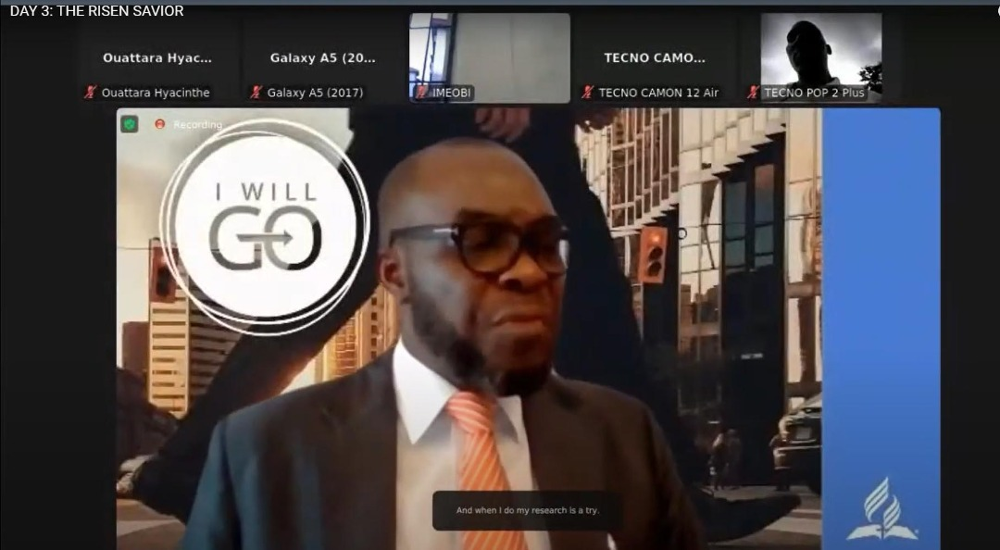 DAY 3: THE RISEN SAVIOR
Ouattara Hyac...
Galaxy A5 (20...
TECNO CAMO...
Ouattara Hyacinthe
Galaxy A5 (2017)
IMEOBI
TECNO CAMON 12 Air
TECNO POP 2 Plus
Recording
I WILL
GO
And when I do my research is a try.